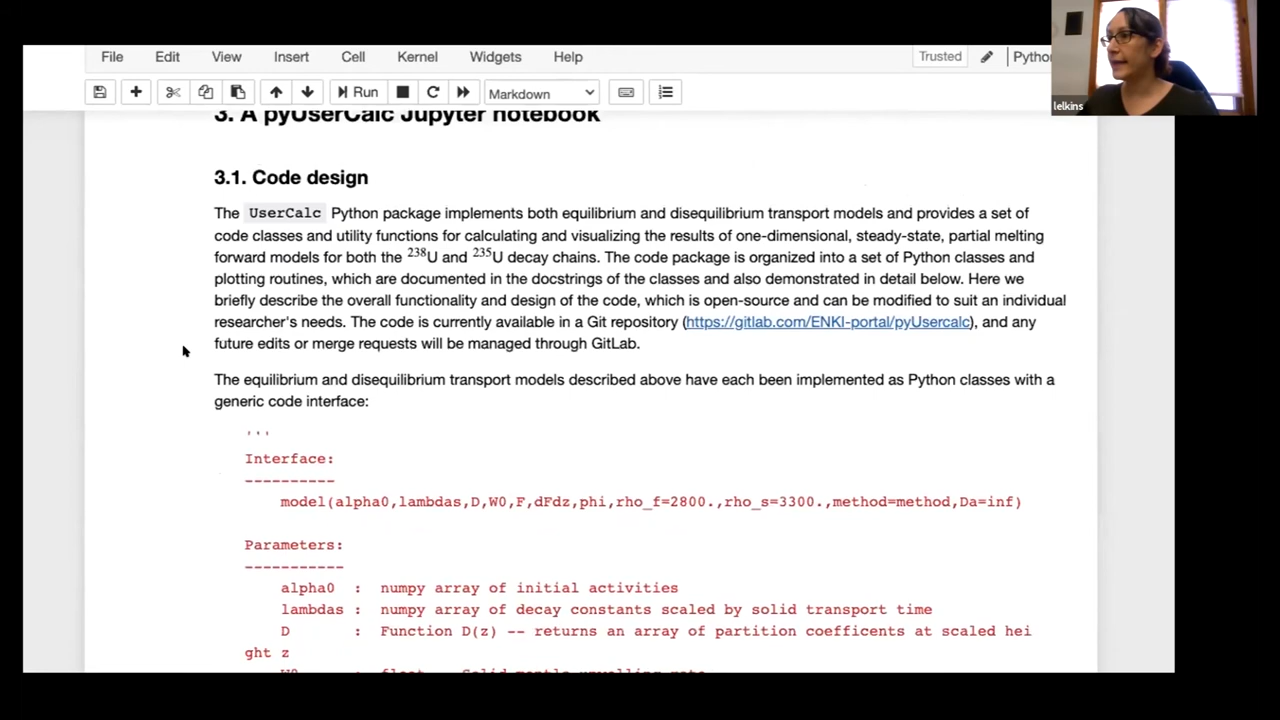 File Edit View Insert Cell Kernel Widgets Help Trusted Python
Run Markdown
lelkins
3. A pyUserCalc Jupyter notebook
3.1. Code design
The UserCalc Python package implements both equilibrium and disequilibrium transport models and provides a set of
code classes and utility functions for calculating and visualizing the results of one-dimensional, steady-state, partial melting
forward models for both the ²³⁸U and ²³⁵U decay chains. The code package is organized into a set of Python classes and
plotting routines, which are documented in the docstrings of the classes and also demonstrated in detail below. Here we
briefly describe the overall functionality and design of the code, which is open-source and can be modified to suit an individual
researcher's needs. The code is currently available in a Git repository (https://gitlab.com/ENKI-portal/pyUsercalc), and any
future edits or merge requests will be managed through GitLab.
The equilibrium and disequilibrium transport models described above have each been implemented as Python classes with a
generic code interface:
'''
Interface:
----------
model(alpha0,lambdas,D,W0,F,dFdz,phi,rho_f=2800.,rho_s=3300.,method=method,Da=inf)
Parameters:
-----------
alpha0 : numpy array of initial activities
lambdas : numpy array of decay constants scaled by solid transport time
D : Function D(z) -- returns an array of partition coefficents at scaled hei
ght z